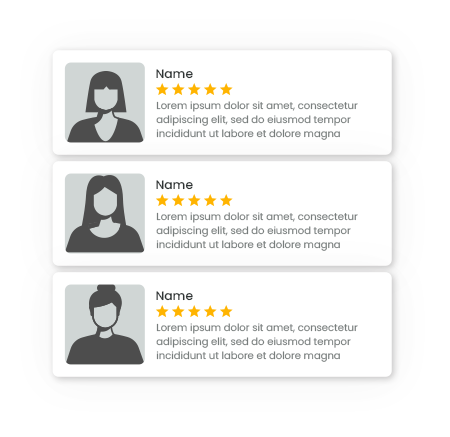 Name
Lorem ipsum dolor sit amet, consectetur
adipiscing elit, sed do eiusmod tempor
incididunt ut labore et dolore magna
Name
Lorem ipsum dolor sit amet, consectetur
adipiscing elit, sed do eiusmod tempor
incididunt ut labore et dolore magna
Name
Lorem ipsum dolor sit amet, consectetur
adipiscing elit, sed do eiusmod tempor
incididunt ut labore et dolore magna